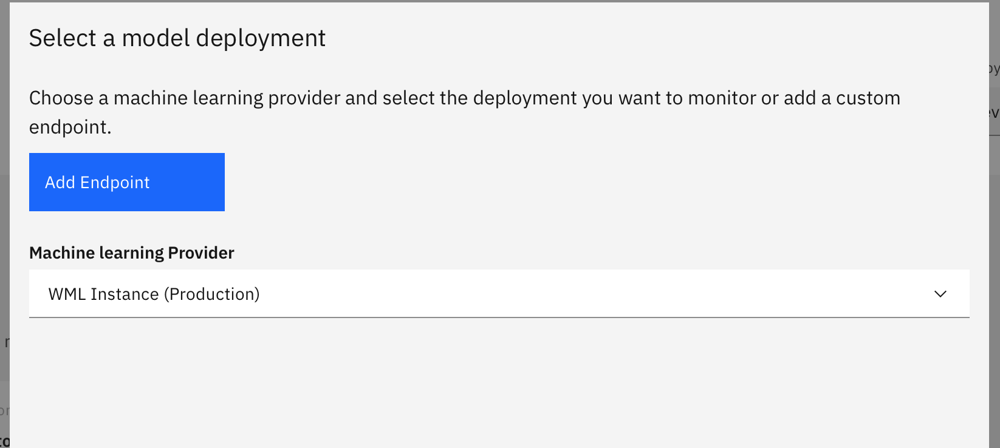 Select a model deployment
Choose a machine learning provider and select the deployment you want to monitor or add a custom
endpoint.
Add Endpoint
Machine learning Provider
WML Instance (Production)